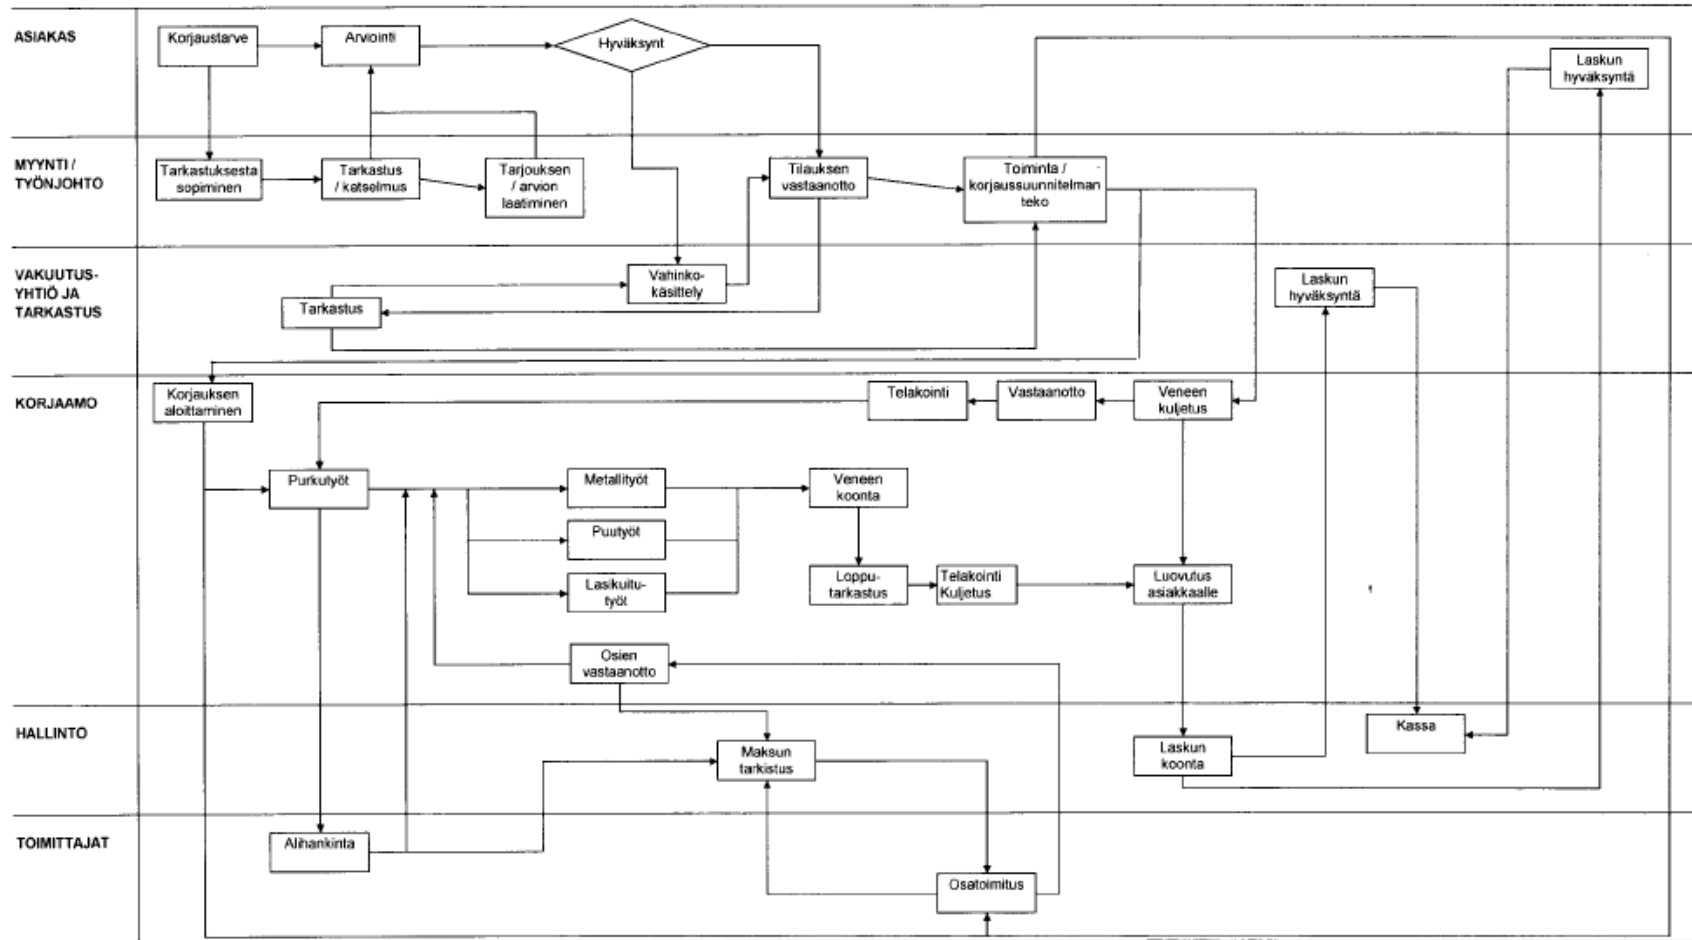 ASIAKAS
Korjaustarve
Arviointi
Hyväksynt
Laskun
hyväksyntä
MYYNTI /
TYÖNJOHTO
Tarkastuksesta
sopiminen
Tarkastus
/ katselmus
Tarjouksen
/ arvion
laatiminen
Tilauksen
vastaanotto
Toiminta /
korjaussuunnitelman
teko
VAKUUTUS-
YHTIÖ JA
TARKASTUS
Tarkastus
Vahinko-
käsittely
Laskun
hyväksyntä
KORJAAMO
Korjauksen
aloittaminen
Telakointi
Vastaanotto
Veneen
kuljetus
Purkutyöt
Metallityöt
Veneen
koonta
Puutyöt
Lasikuitu-
työt
Loppu-
tarkastus
Telakointi
Kuljetus
Luovutus
asiakkaalle
Osien
vastaanotto
HALLINTO
Maksun
tarkistus
Laskun
koonta
Kassa
TOIMITTAJAT
Alihankinta
Osatoimitus